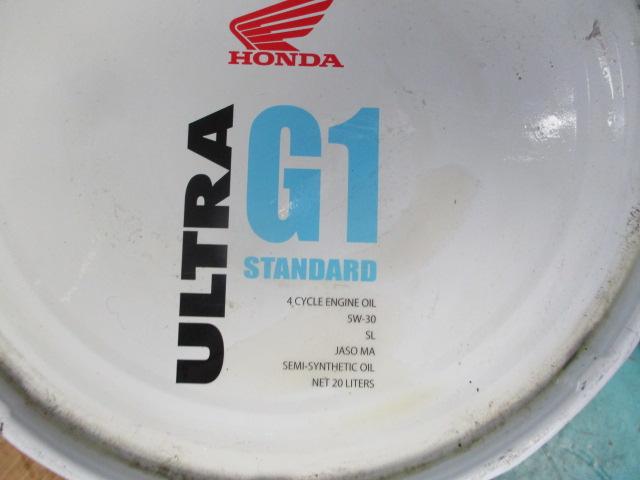 HONDA
ULTRA
G1
STANDARD
4 CYCLE ENGINE OIL
5W-30
SL
JASO MA
SEMI-SYNTHETIC OIL
NET 20 LITERS